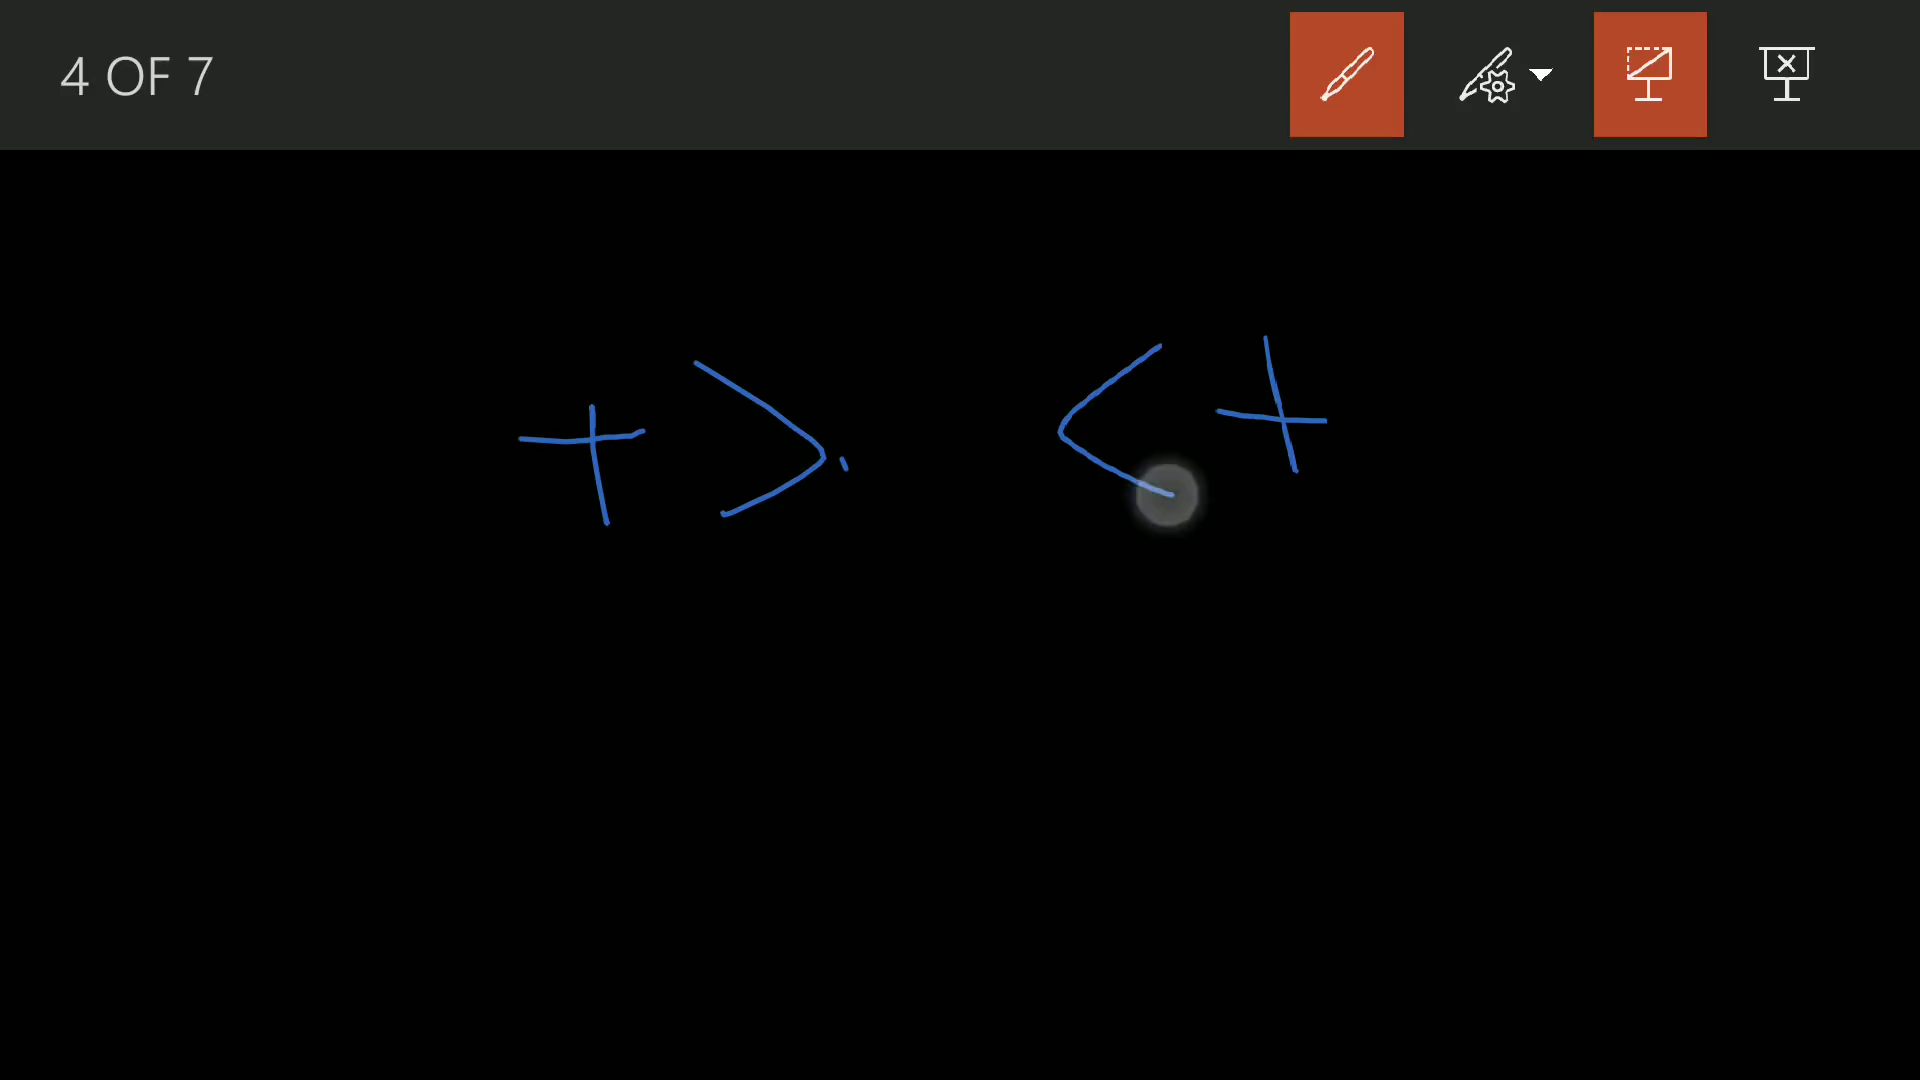 4 OF 7
+ > . < +